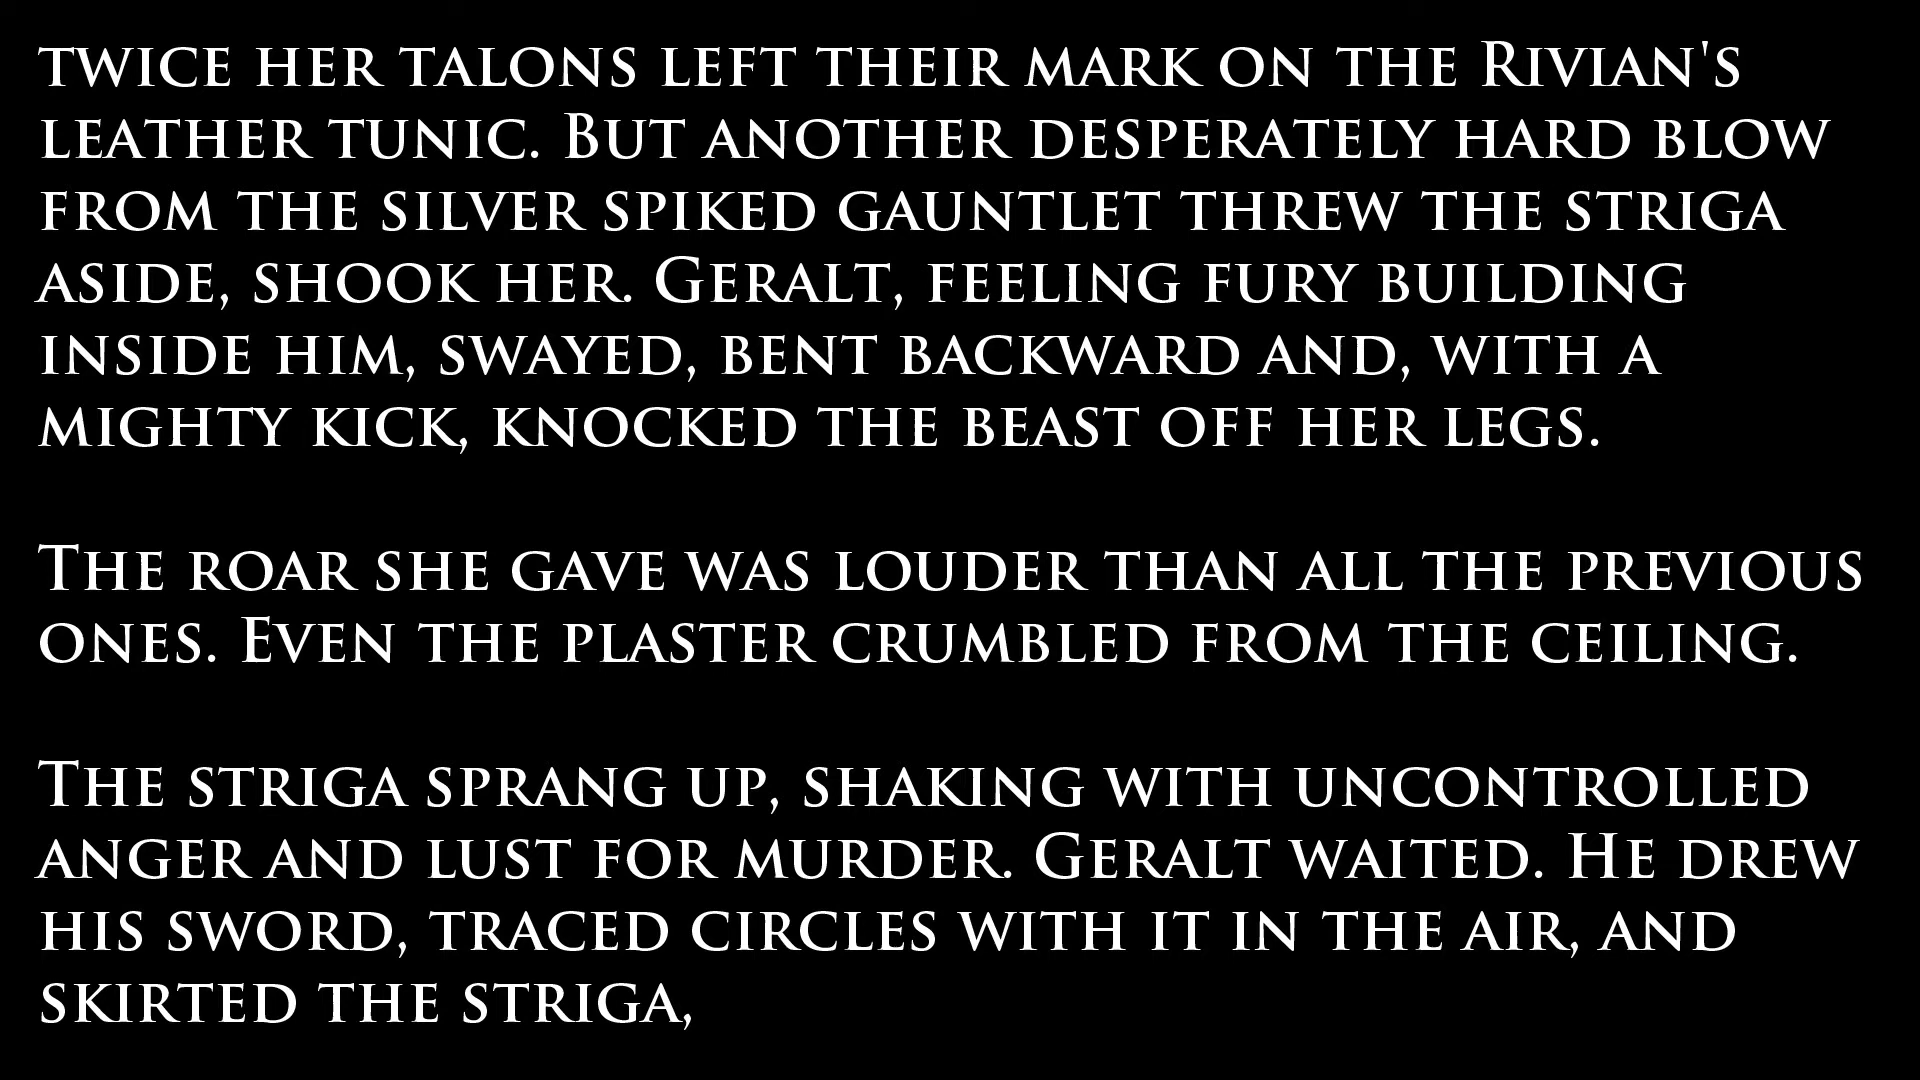 twice her talons left their mark on the Rivian's
leather tunic. But another desperately hard blow
from the silver spiked gauntlet threw the striga
aside, shook her. Geralt, feeling fury building
inside him, swayed, bent backward and, with a
mighty kick, knocked the beast off her legs.
The roar she gave was louder than all the previous
ones. Even the plaster crumbled from the ceiling.
The striga sprang up, shaking with uncontrolled
anger and lust for murder. Geralt waited. He drew
his sword, traced circles with it in the air, and
skirted the striga,